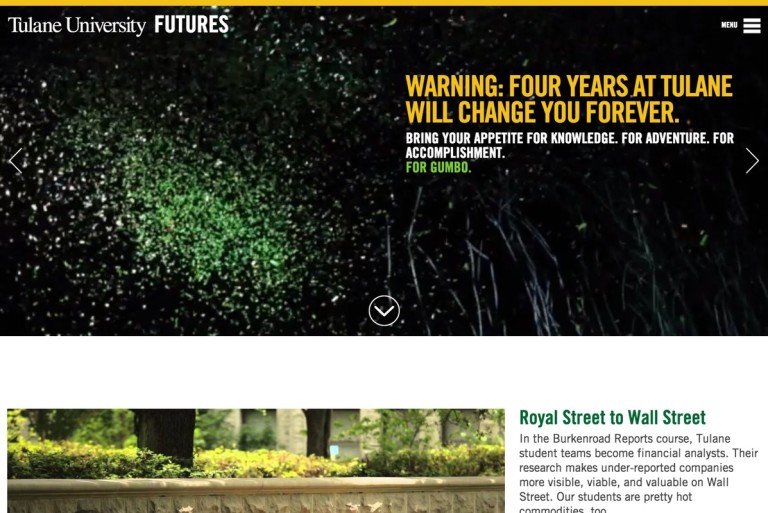 Tulane University FUTURES
MENU
WARNING: FOUR YEARS AT TULANE
WILL CHANGE YOU FOREVER.
BRING YOUR APPETITE FOR KNOWLEDGE. FOR ADVENTURE. FOR
ACCOMPLISHMENT.
FOR GUMBO.
Royal Street to Wall Street
In the Burkenroad Reports course, Tulane
student teams become financial analysts. Their
research makes under-reported companies
more visible, viable, and valuable on Wall
Street. Our students are pretty hot
commodities, too.